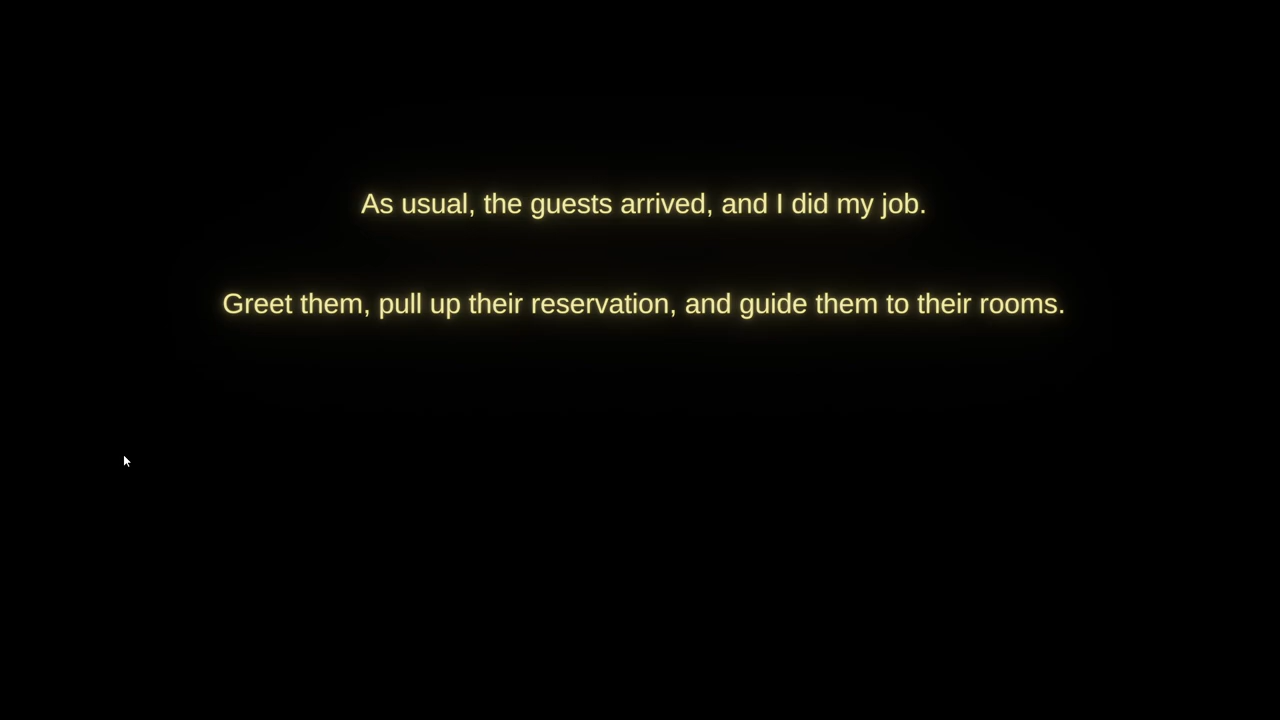 As usual, the guests arrived, and I did my job.
Greet them, pull up their reservation, and guide them to their rooms.